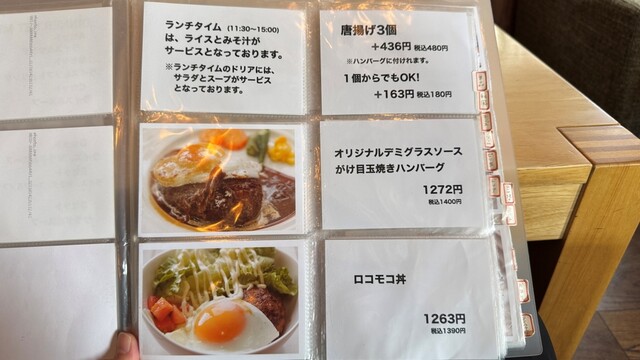 ランチタイム (11:30〜15:00)
は、ライスとみそ汁が
サービスとなっております。
※ランチタイムのドリアには、
サラダとスープがサービス
となっております。
唐揚げ3個
＋436円 税込480円
※ハンバーグに付けれます。
1個からでもOK!
＋163円 税込180円
オリジナルデミグラスソース
がけ目玉焼きハンバーグ
1272円
税込1400円
ロコモコ丼
1263円
税込1390円